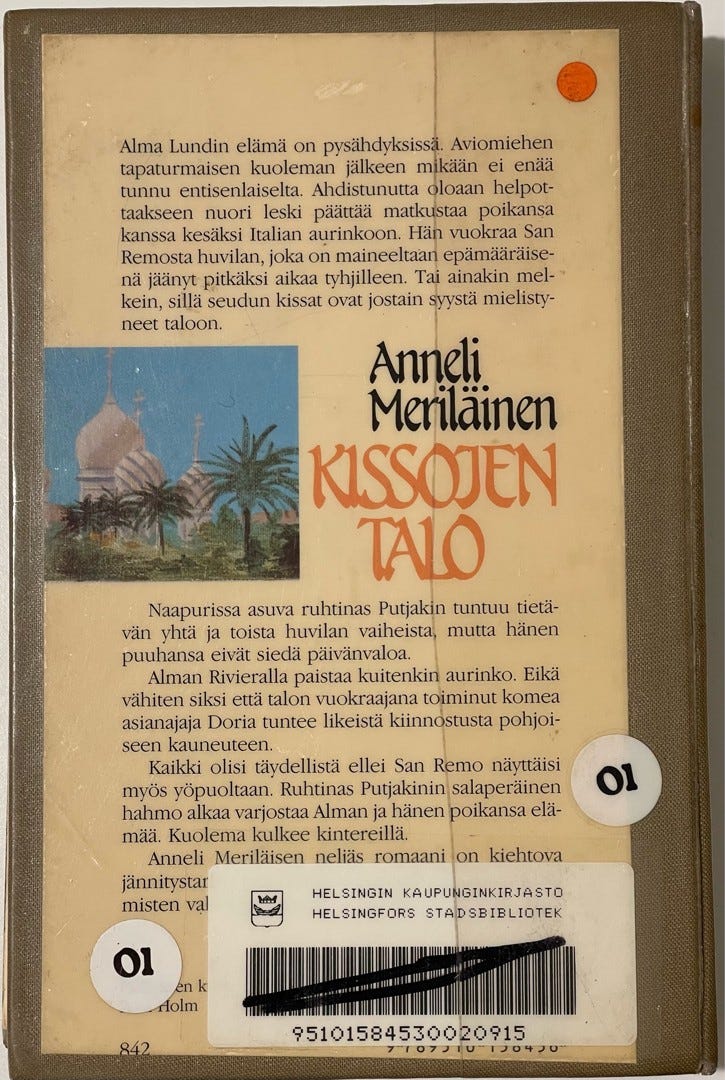 Alma Lundin elämä on pysähdyksissä. Aviomiehen
tapaturmaisen kuoleman jälkeen mikään ei enää
tunnu entisenlaiselta. Ahdistunutta oloaan helpot-
taakseen nuori leski päättää matkustaa poikansa
kanssa kesäksi Italian aurinkoon. Hän vuokraa San
Remosta huvilan, joka on maineeltaan epämääräise-
nä jäänyt pitkäksi aikaa tyhjilleen. Tai ainakin mel-
kein, sillä seudun kissat ovat jostain syystä mielisty-
neet taloon.
Anneli
Meriläinen
KISSOJEN
TALO
Naapurissa asuva ruhtinas Putjakin tuntuu tietä-
vän yhtä ja toista huvilan vaiheista, mutta hänen
puuhansa eivät siedä päivänvaloa.
Alman Rivieralla paistaa kuitenkin aurinko. Eikä
vähiten siksi että talon vuokraajana toiminut komea
asianajaja Doria tuntee likeistä kiinnostusta pohjoi-
seen kauneuteen.
Kaikki olisi täydellistä ellei San Remo näyttäisi
myös yöpuoltaan. Ruhtinas Putjakinin salaperäinen
hahmo alkaa varjostaa Alman ja hänen poikansa elä-
mää. Kuolema kulkee kintereillä.
Anneli Meriläisen neljäs romaani on kiehtova
misten
HELSINGIN KAUPUNGINKIRJASTO
HELSINGFORS STADSBIBLIOTEK
01
01
Holm
95101584530020915
842